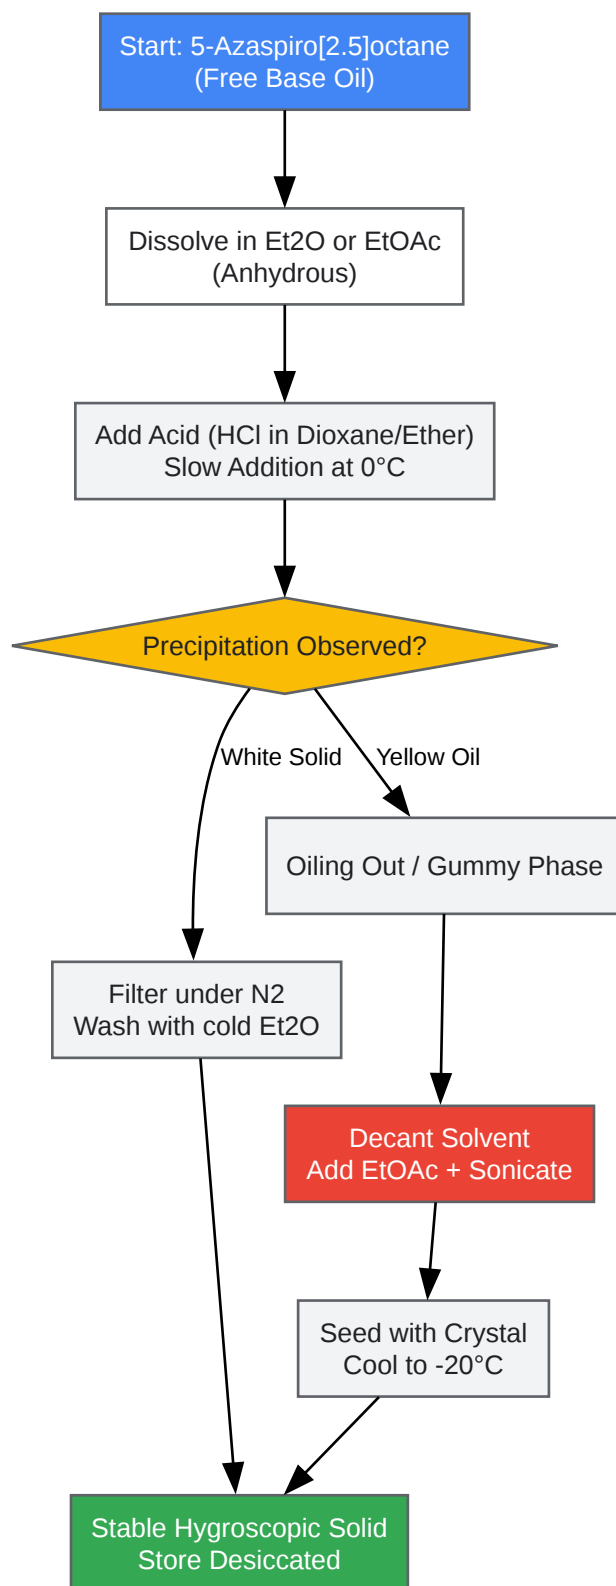 Start: 5-Azaspiro[2.5]octane
(Free Base Oil)
Dissolve in Et2O or EtOAc
(Anhydrous)
Add Acid (HCl in Dioxane/Ether)
Slow Addition at 0°C
Precipitation Observed?
White Solid
Yellow Oil
Oiling Out / Gummy Phase
Filter under N2
Wash with cold Et2O
Decant Solvent
Add EtOAc + Sonicate
Seed with Crystal
Cool to -20°C
Stable Hygroscopic Solid
Store Desiccated